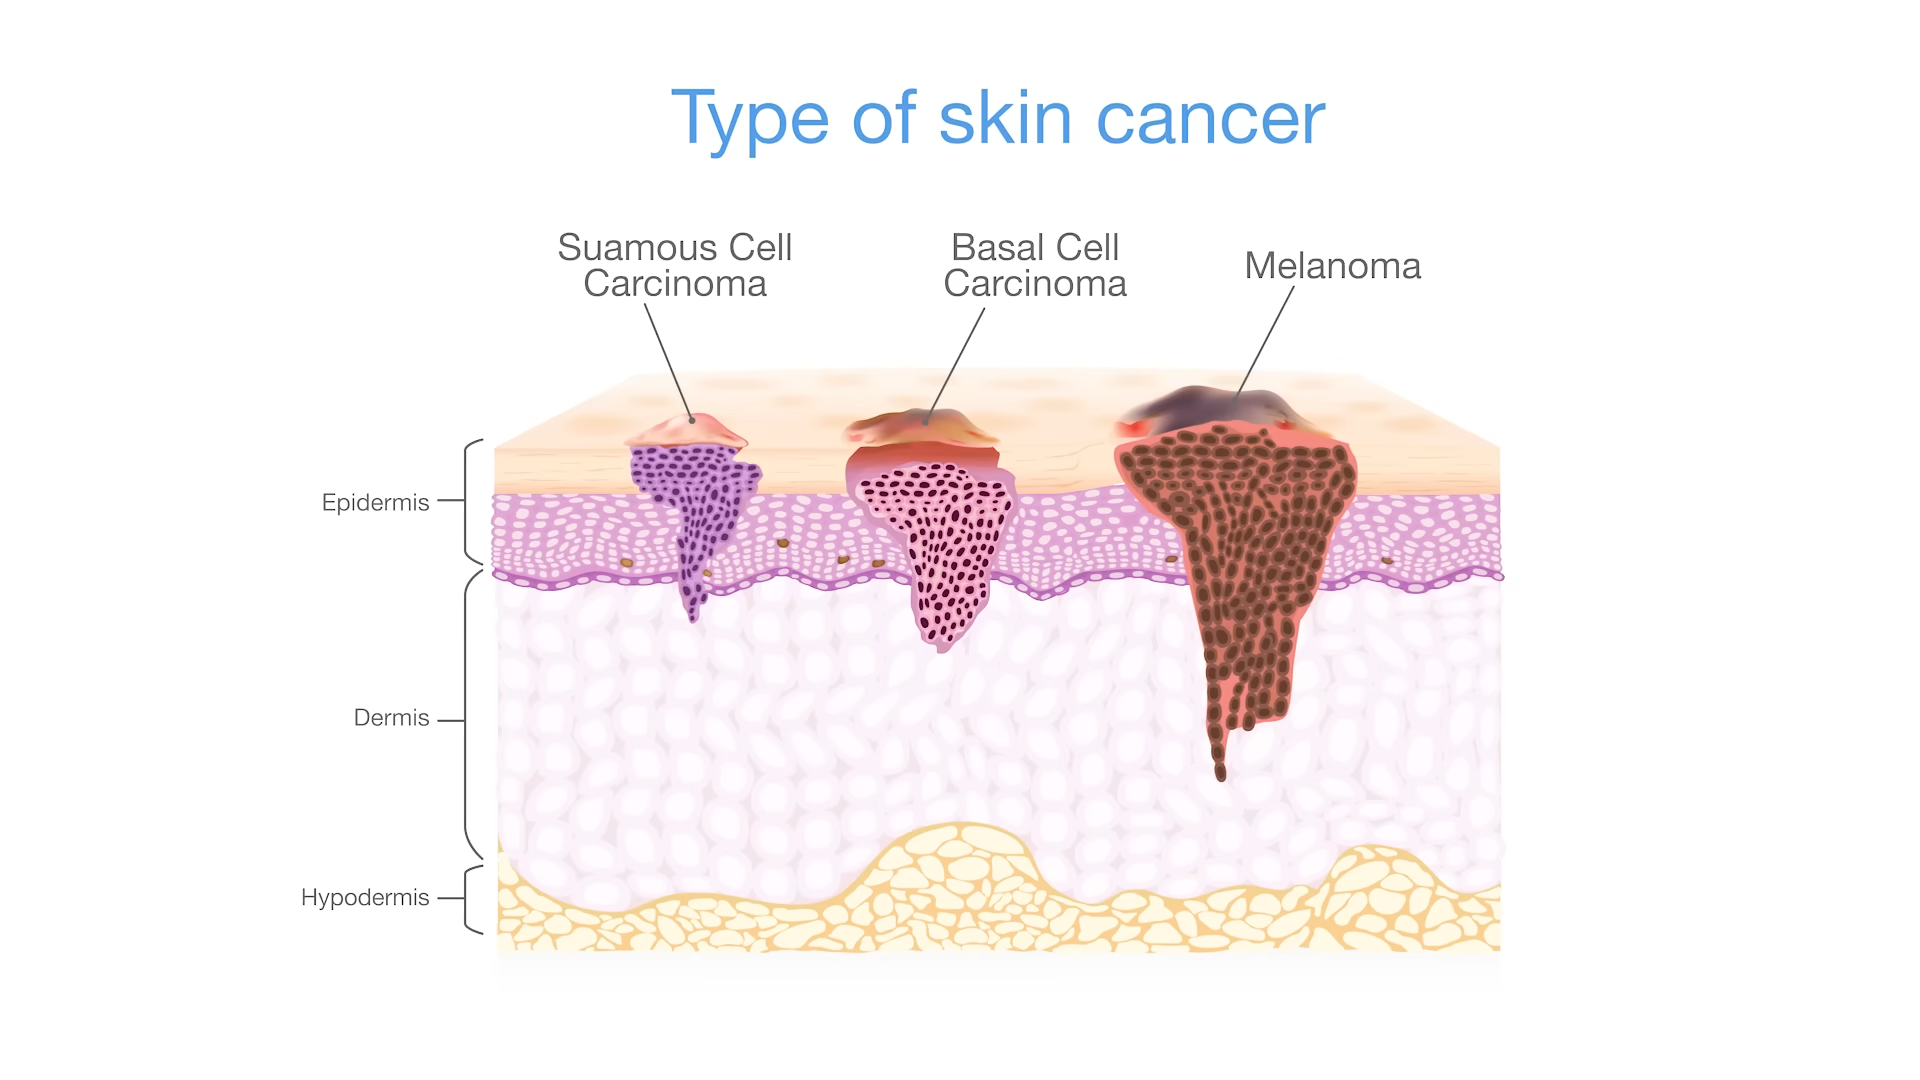 Type of skin cancer
Suamous Cell
Carcinoma
Basal Cell
Carcinoma
Melanoma
Epidermis
Dermis
Hypodermis